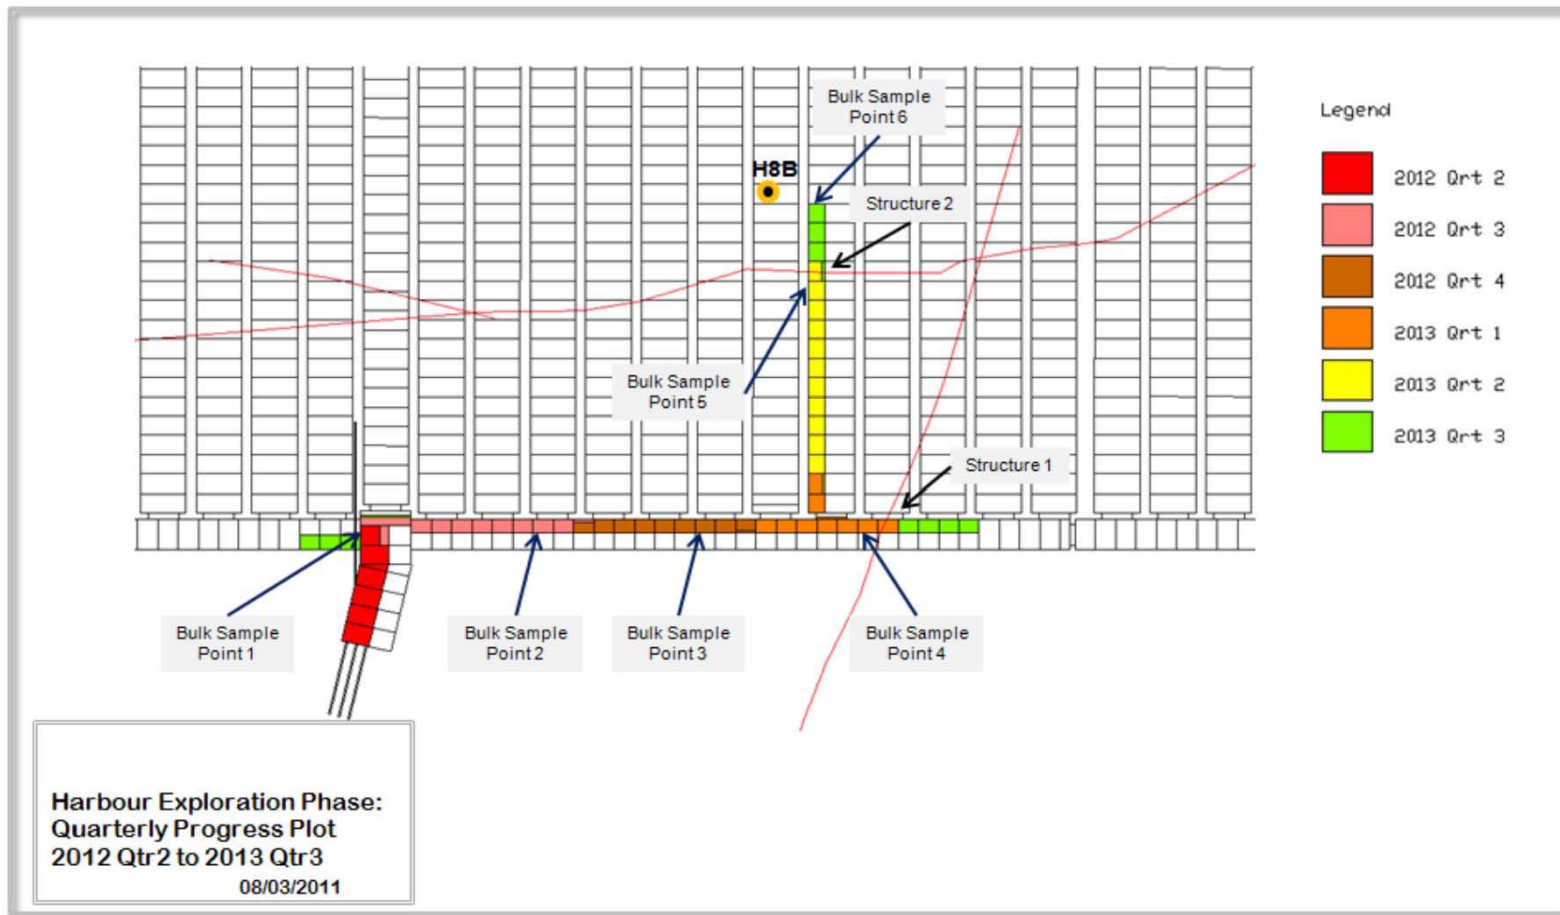 Bulk Sample
Point 6
H8B
Structure 2
Bulk Sample
Point 5
Structure 1
Bulk Sample
Point 1
Bulk Sample
Point 2
Bulk Sample
Point 3
Bulk Sample
Point 4
Legend
2012 Qrt 2
2012 Qrt 3
2012 Qrt 4
2013 Qrt 1
2013 Qrt 2
2013 Qrt 3
Harbour Exploration Phase:
Quarterly Progress Plot
2012 Qtr2 to 2013 Qtr3
08/03/2011